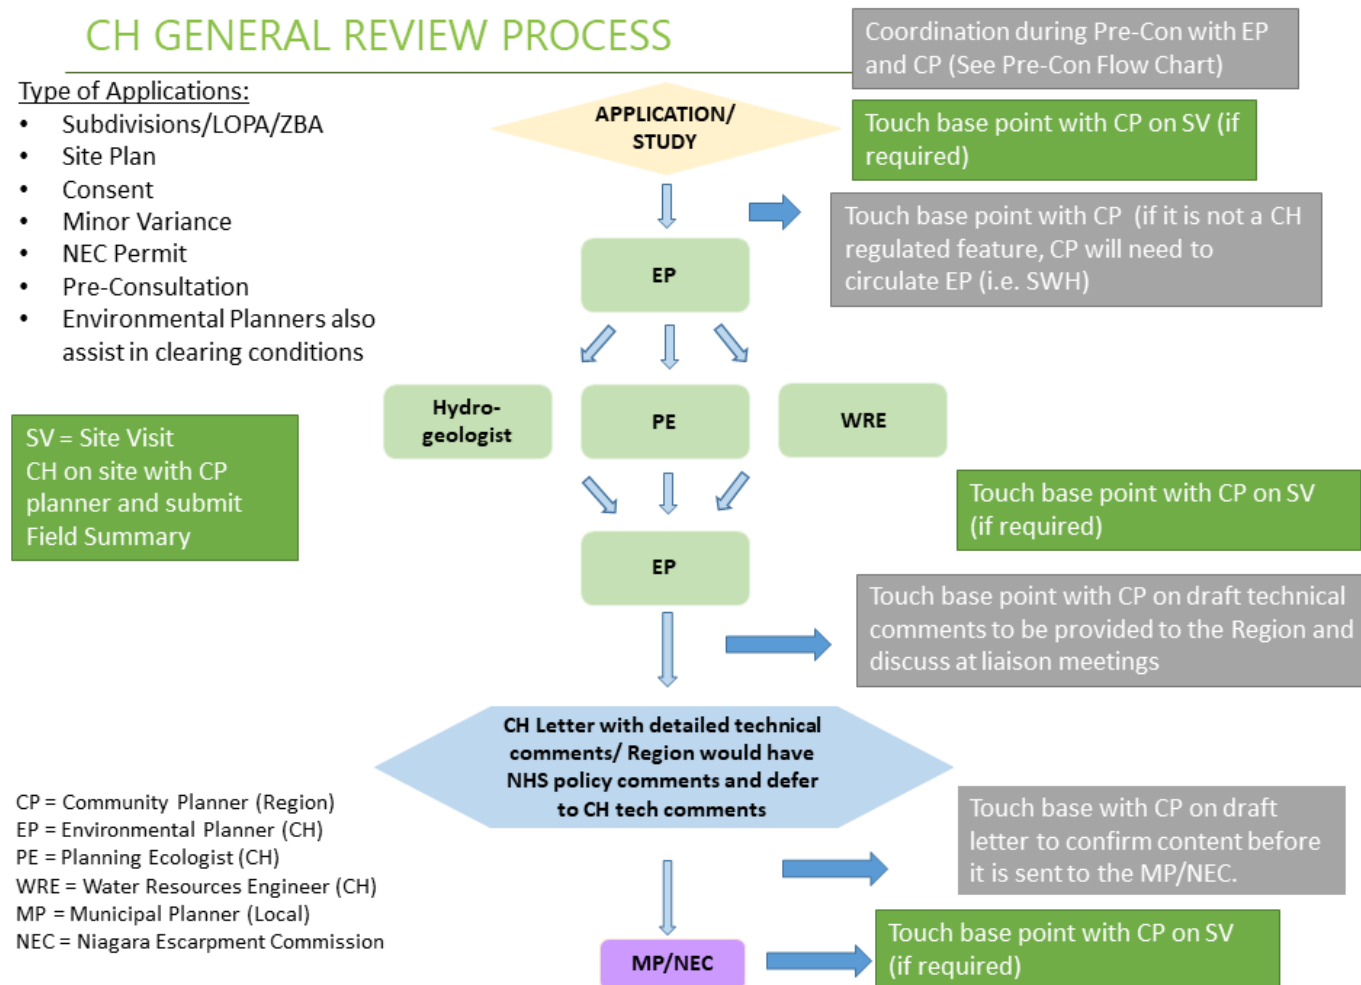 CH GENERAL REVIEW PROCESS
Coordination during Pre-Con with EP
and CP (See Pre-Con Flow Chart)
Type of Applications:
• Subdivisions/LOPA/ZBA
• Site Plan
• Consent
• Minor Variance
• NEC Permit
• Pre-Consultation
• Environmental Planners also
assist in clearing conditions
APPLICATION/
STUDY
Touch base point with CP on SV (if
required)
Touch base point with CP (if it is not a CH
regulated feature, CP will need to
circulate EP (i.e. SWH)
EP
Hydro-
geologist
PE
WRE
SV = Site Visit
CH on site with CP
planner and submit
Field Summary
Touch base point with CP on SV
(if required)
EP
Touch base point with CP on draft technical
comments to be provided to the Region and
discuss at liaison meetings
CH Letter with detailed technical
comments/ Region would have
NHS policy comments and defer
to CH tech comments
CP = Community Planner (Region)
EP = Environmental Planner (CH)
PE = Planning Ecologist (CH)
WRE = Water Resources Engineer (CH)
MP = Municipal Planner (Local)
NEC = Niagara Escarpment Commission
Touch base with CP on draft
letter to confirm content before
it is sent to the MP/NEC.
MP/NEC
Touch base point with CP on SV
(if required)